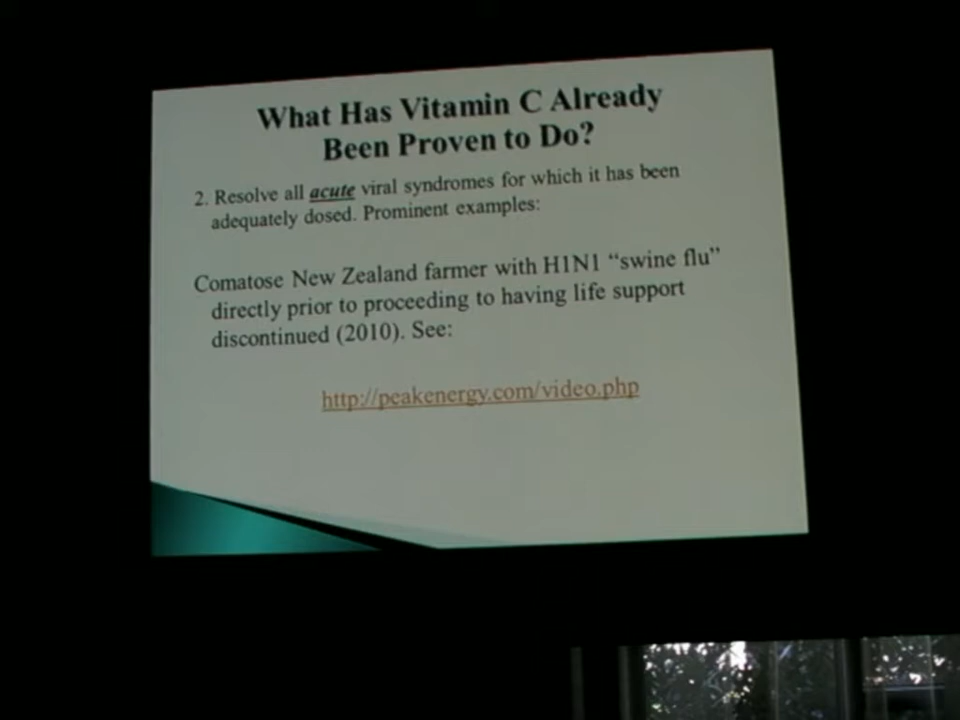 What Has Vitamin C Already
Been Proven to Do?
2. Resolve all acute viral syndromes for which it has been
adequately dosed. Prominent examples:
Comatose New Zealand farmer with H1N1 “swine flu”
directly prior to proceeding to having life support
discontinued (2010). See:
http://peakenergy.com/video.php